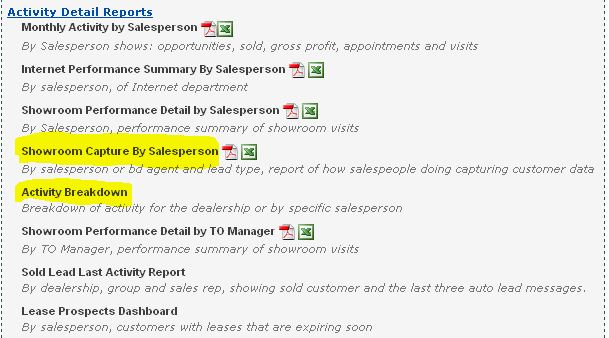 Activity Detail Reports
Monthly Activity by Salesperson
By Salesperson shows: opportunities, sold, gross profit, appointments and visits
Internet Performance Summary By Salesperson
By salesperson, of Internet department
Showroom Performance Detail by Salesperson
By Salesperson, performance summary of showroom visits
Showroom Capture By Salesperson
By salesperson or bd agent and lead type, report of how salespeople doing capturing customer data
Activity Breakdown
Breakdown of activity for the dealership or by specific salesperson
Showroom Performance Detail by TO Manager
By TO Manager, performance summary of showroom visits
Sold Lead Last Activity Report
By dealership, group and sales rep, showing sold customer and the last three auto lead messages.
Lease Prospects Dashboard
By salesperson, customers with leases that are expiring soon